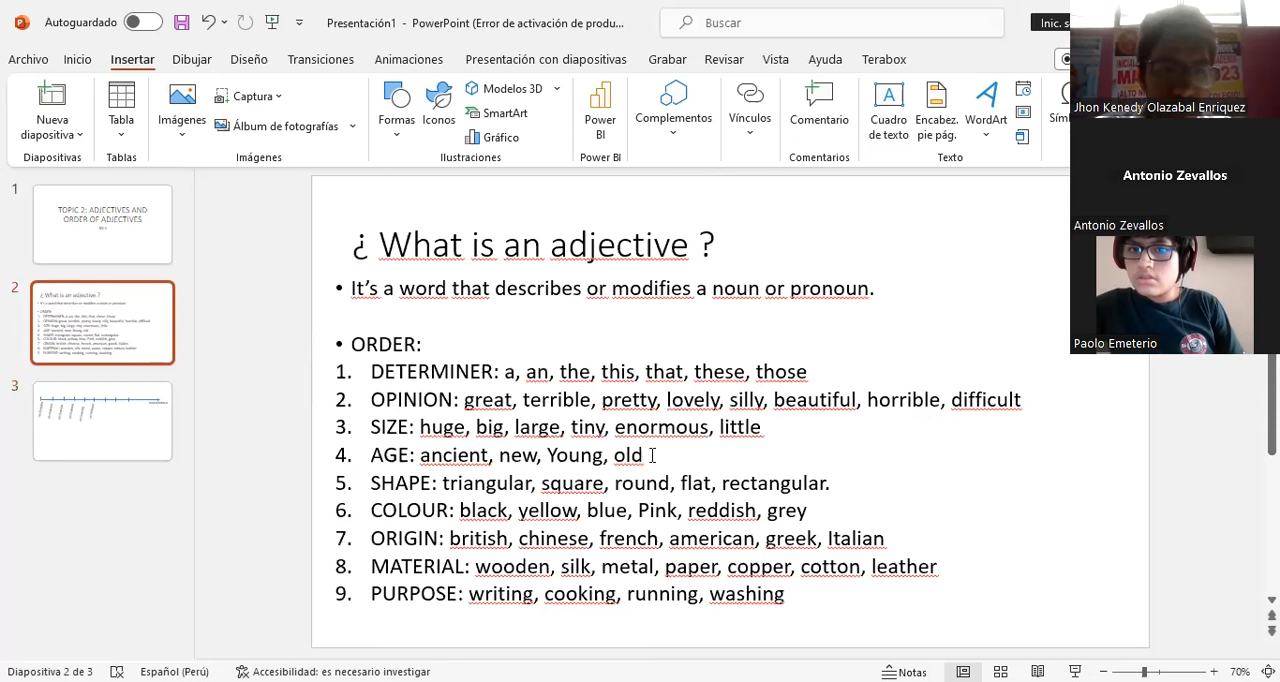 Autoguardado
Presentación1 - PowerPoint (Error de activación de produ...
Buscar
Inic. s
Archivo Inicio Insertar Dibujar Diseño Transiciones Animaciones Presentación con diapositivas Grabar Revisar Vista Ayuda Terabox
Nueva diapositiva
Tabla
Imágenes
Captura
Álbum de fotografías
Formas
Iconos
Modelos 3D
SmartArt
Gráfico
Power BI
Complementos
Vínculos
Comentario
Cuadro de texto
Encabez. pie pág.
WordArt
Sím
Diapositivas
Tablas
Imágenes
Ilustraciones
Power BI
Comentarios
Texto
Jhon Kenedy Olazabal Enriquez
Antonio Zevallos
Antonio Zevallos
Paolo Emeterio
1
TOPIC 2: ADJECTIVES AND
ORDER OF ADJECTIVES
2
¿ What is an adjective ?
3
¿ What is an adjective ?
• It's a word that describes or modifies a noun or pronoun.
• ORDER:
1. DETERMINER: a, an, the, this, that, these, those
2. OPINION: great, terrible, pretty, lovely, silly, beautiful, horrible, difficult
3. SIZE: huge, big, large, tiny, enormous, little
4. AGE: ancient, new, Young, old
5. SHAPE: triangular, square, round, flat, rectangular.
6. COLOUR: black, yellow, blue, Pink, reddish, grey
7. ORIGIN: british, chinese, french, american, greek, Italian
8. MATERIAL: wooden, silk, metal, paper, copper, cotton, leather
9. PURPOSE: writing, cooking, running, washing
Diapositiva 2 de 3
Español (Perú)
Accesibilidad: es necesario investigar
Notas
70%